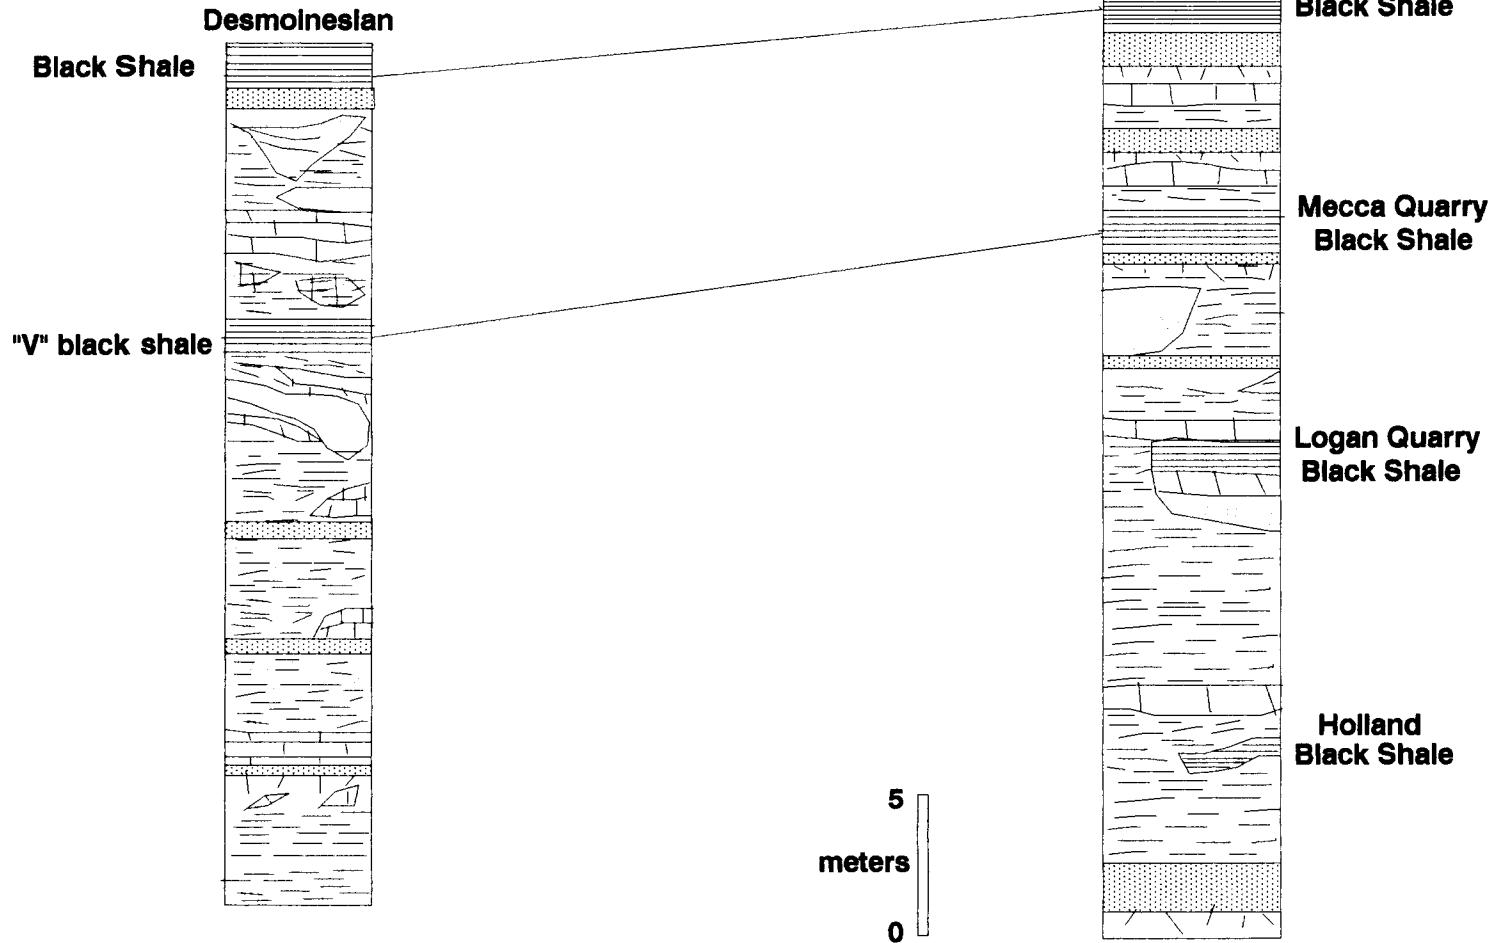 Desmoinesian
Black Shale
"V" black shale
Black Shale
Mecca Quarry
Black Shale
Logan Quarry
Black Shale
Holland
Black Shale
5
meters
0